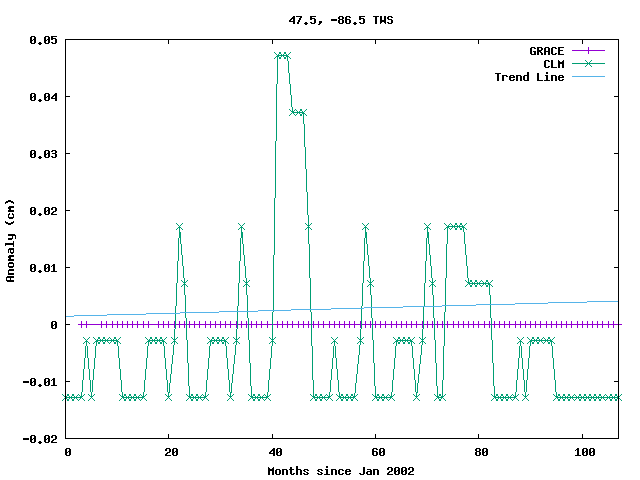 47.5, -86.5 TWS
GRACE
CLM
Trend Line
0.05
0.04
0.03
0.02
0.01
0
-0.01
-0.02
Anomaly (cm)
0 20 40 60 80 100
Months since Jan 2002